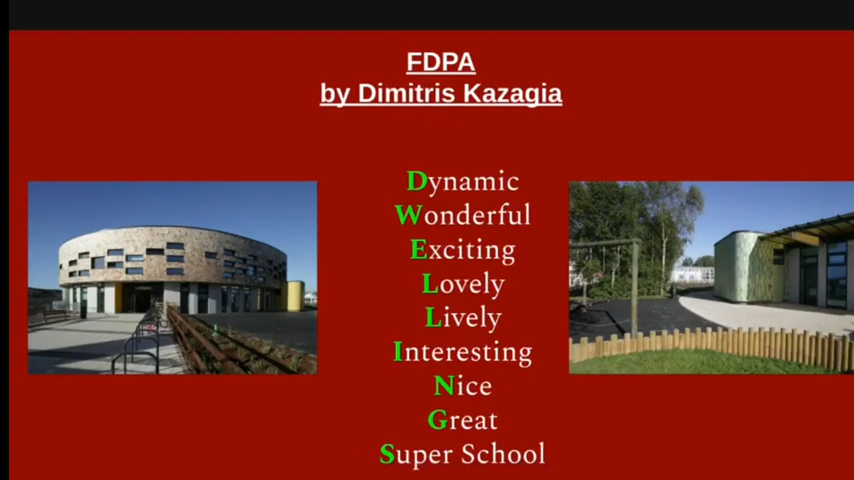 FDPA
by Dimitris Kazagia
Dynamic
Wonderful
Exciting
Lovely
Lively
Interesting
Nice
Great
Super School